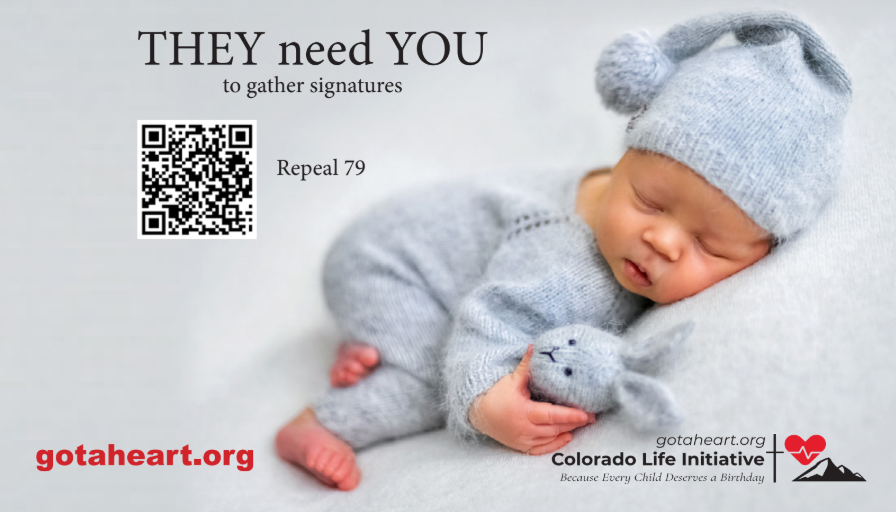 THEY need YOU
to gather signatures
Repeal 79
gotaheart.org
gotaheart.org
Colorado Life Initiative
Because Every Child Deserves a Birthday